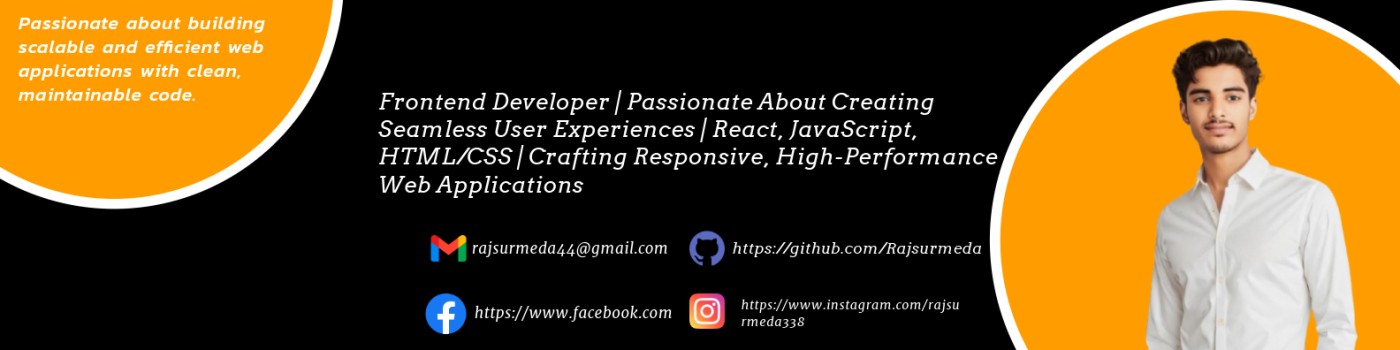 Passionate about building
scalable and efficient web
applications with clean,
maintainable code.
Frontend Developer | Passionate About Creating
Seamless User Experiences | React, JavaScript,
HTML/CSS | Crafting Responsive, High-Performance
Web Applications
rajsurmeda44@gmail.com
https://github.com/Rajsurmeda
https://www.facebook.com
https://www.instagram.com/rajsu
rmeda338